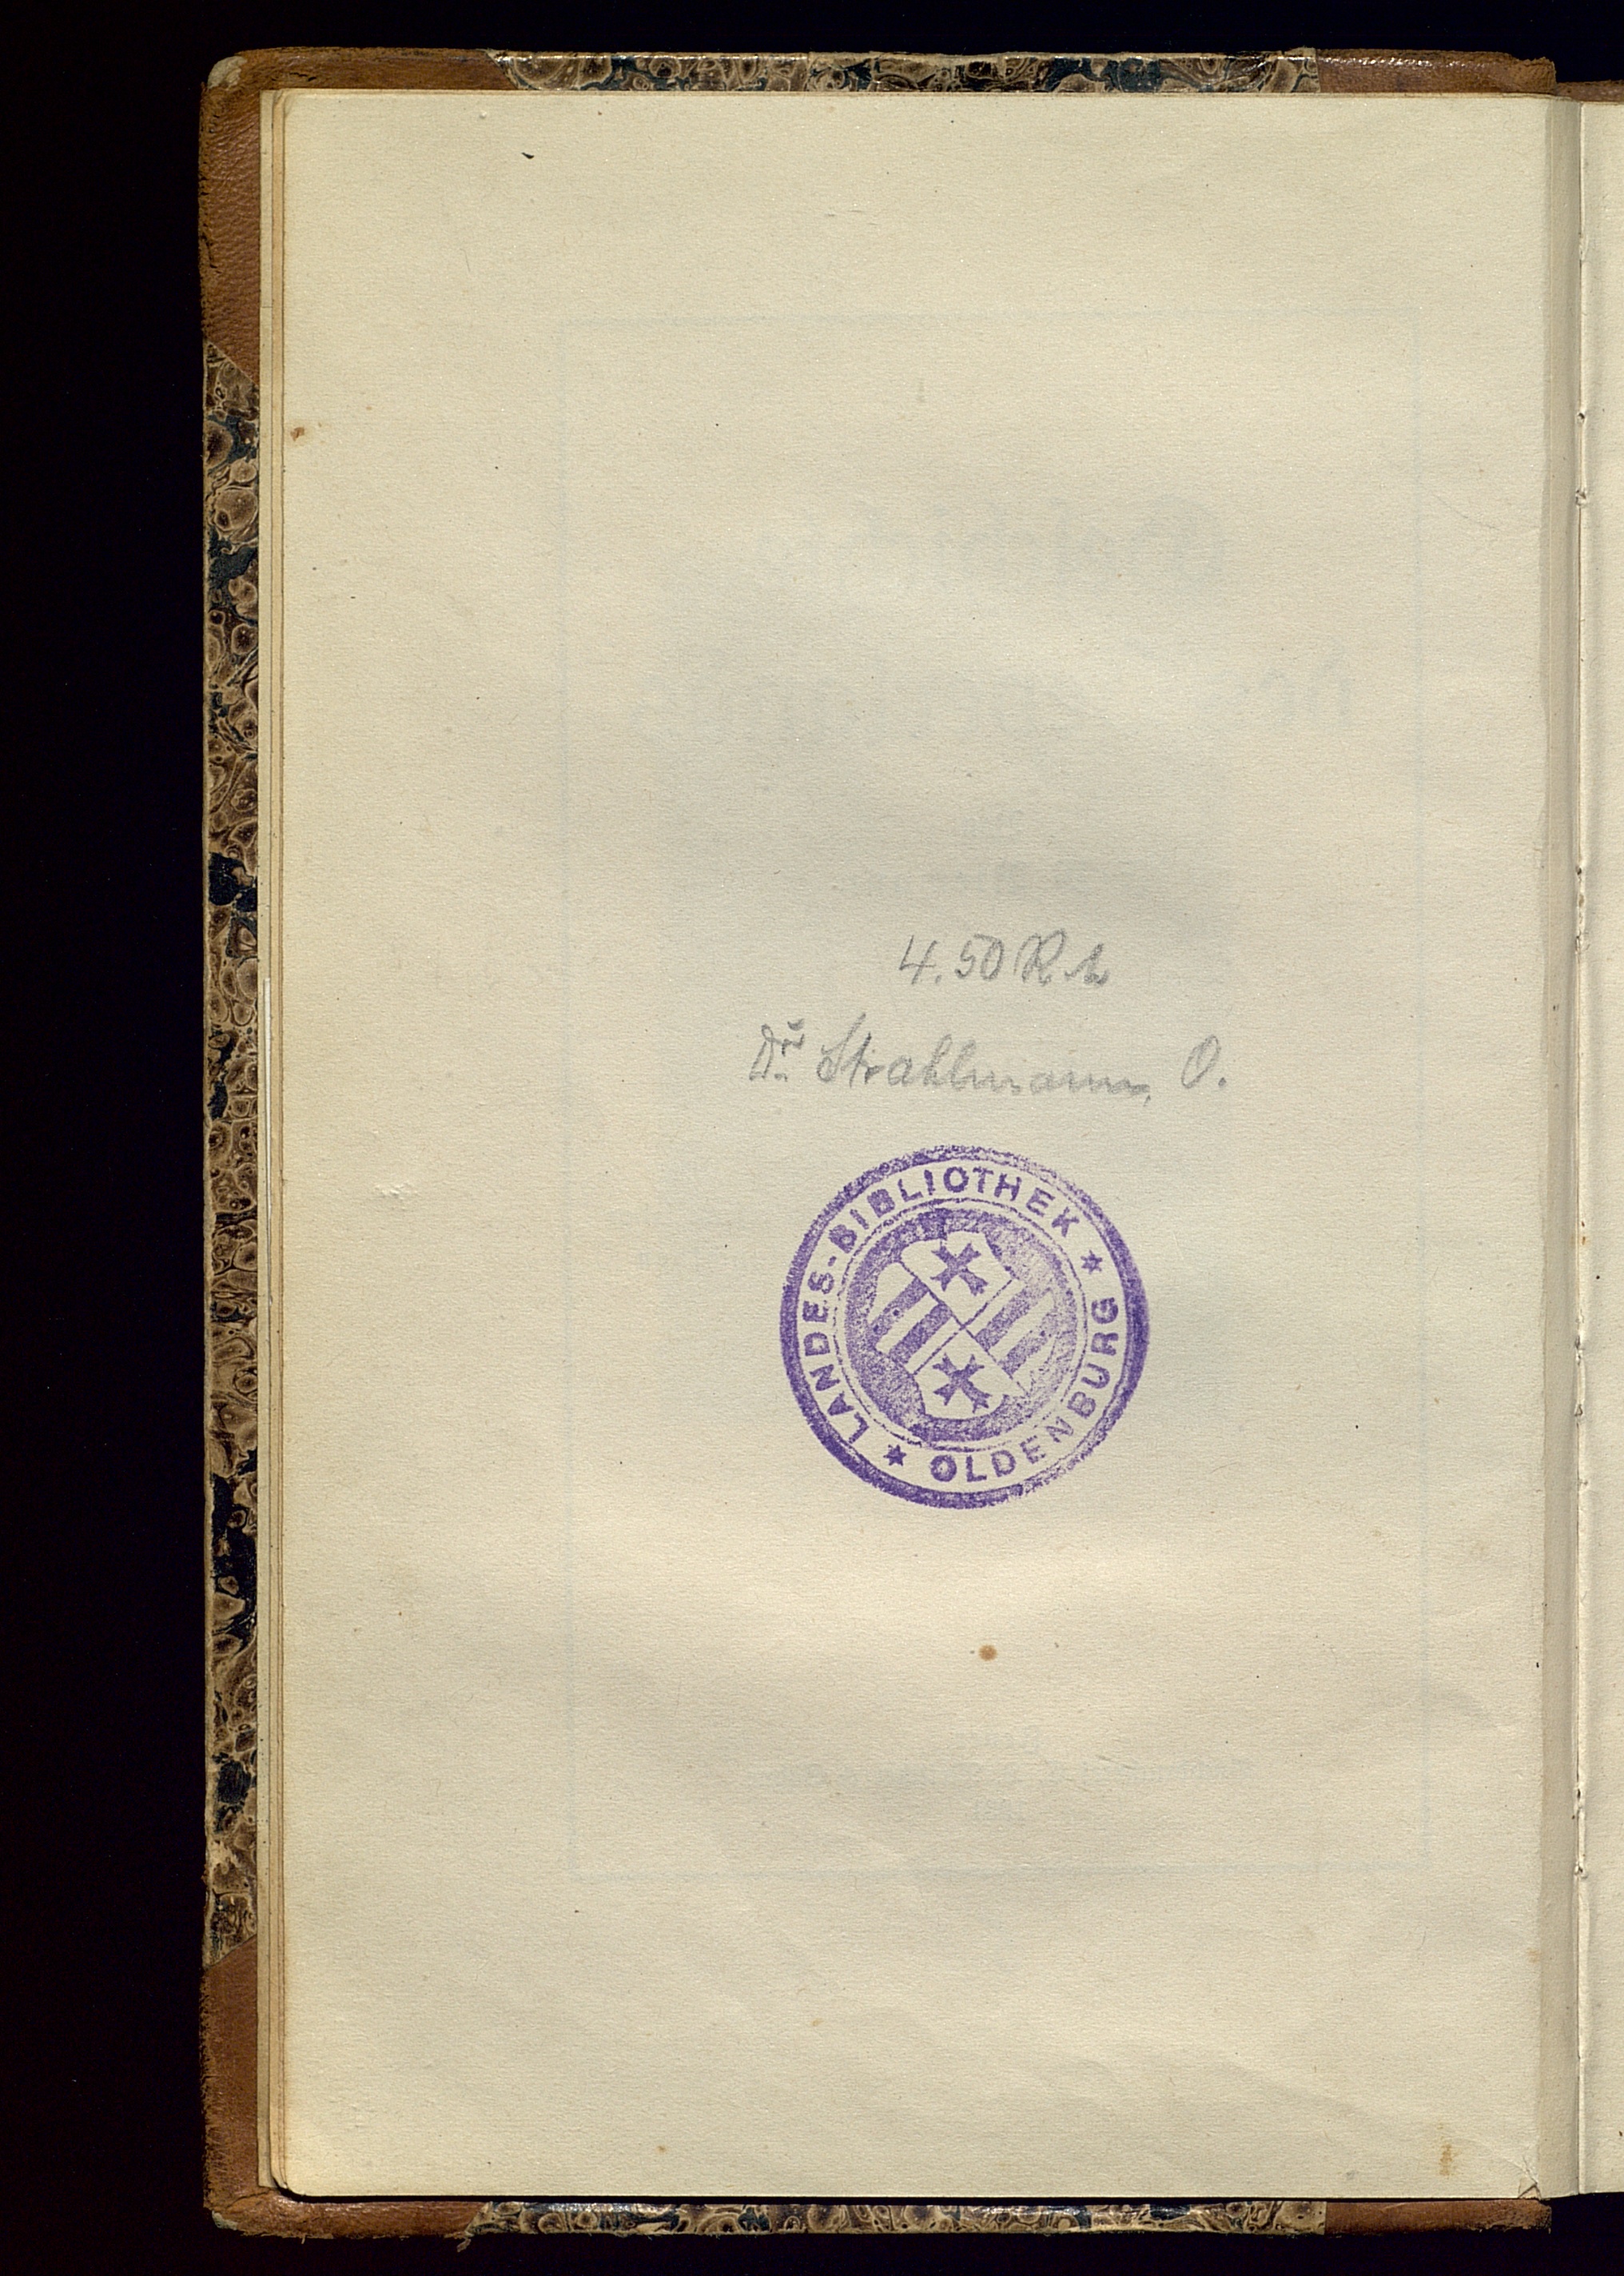 4.50
Dr. Strahlmann, O.
LANDES-BIBLIOTHEK * OLDENBURG *